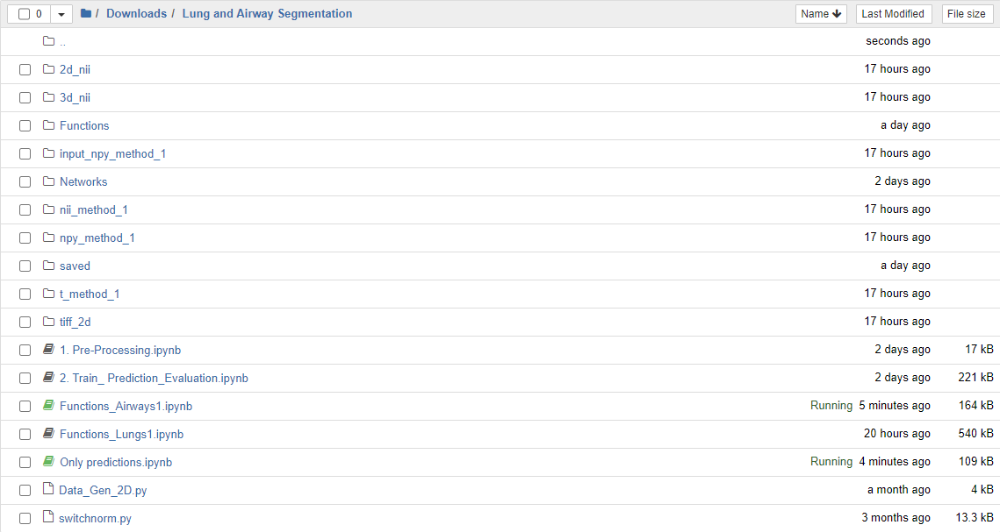 0 / Downloads / Lung and Airway Segmentation Name Last Modified File size
.. seconds ago
2d_nii 17 hours ago
3d_nii 17 hours ago
Functions a day ago
input_npy_method_1 17 hours ago
Networks 2 days ago
nii_method_1 17 hours ago
npy_method_1 17 hours ago
saved a day ago
t_method_1 17 hours ago
tiff_2d 17 hours ago
1. Pre-Processing.ipynb 2 days ago 17 kB
2. Train_ Prediction_Evaluation.ipynb 2 days ago 221 kB
Functions_Airways1.ipynb Running 5 minutes ago 164 kB
Functions_Lungs1.ipynb 20 hours ago 540 kB
Only predictions.ipynb Running 4 minutes ago 109 kB
Data_Gen_2D.py a month ago 4 kB
switchnorm.py 3 months ago 13.3 kB